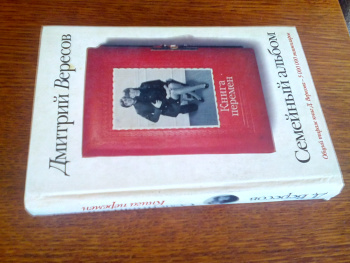 Дмитрий Вересов
Книга
перемен
Семейный альбом
Общий тираж книг Д. Вересова - 5 000 000 экземпляров
Д. Вересов
Книга перемен